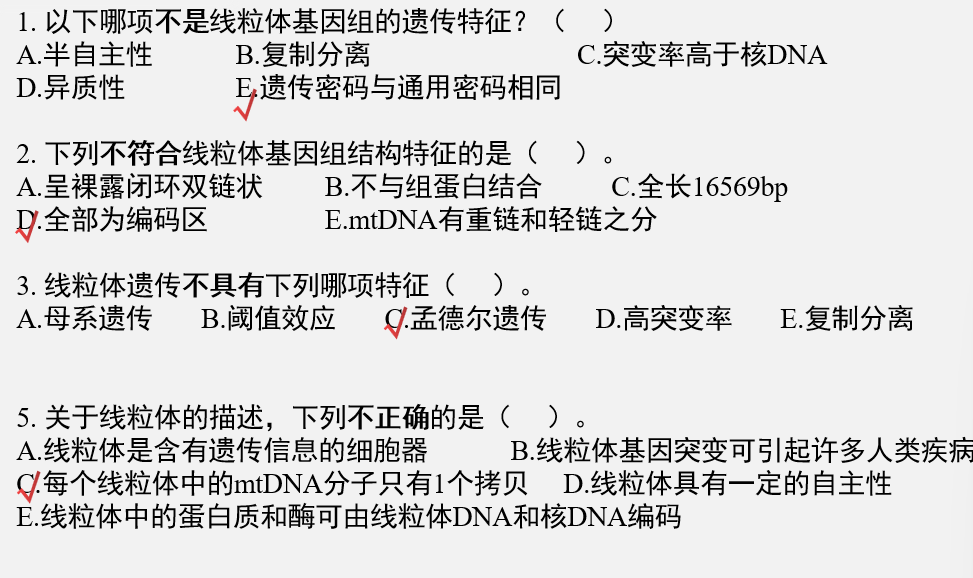 1. 以下哪项不是线粒体基因组的遗传特征？（ ）
A.半自主性 B.复制分离 C.突变率高于核DNA
D.异质性 E.遗传密码与通用密码相同
2. 下列不符合线粒体基因组结构特征的是（ ）。
A.呈裸露闭环双链状 B.不与组蛋白结合 C.全长16569bp
D.全部为编码区 E.mtDNA有重链和轻链之分
3. 线粒体遗传不具有下列哪项特征（ ）。
A.母系遗传 B.阈值效应 C.孟德尔遗传 D.高突变率 E.复制分离
5. 关于线粒体的描述，下列不正确的是（ ）。
A.线粒体是含有遗传信息的细胞器 B.线粒体基因突变可引起许多人类疾病
C.每个线粒体中的mtDNA分子只有1个拷贝 D.线粒体具有一定的自主性
E.线粒体中的蛋白质和酶可由线粒体DNA和核DNA编码